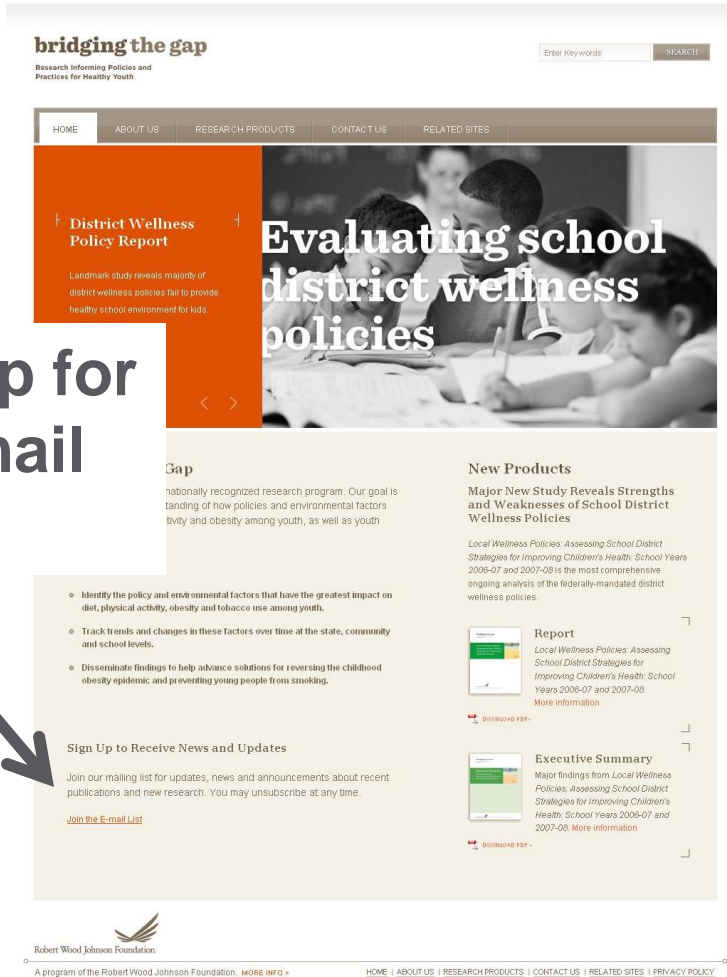 bridging the gap
Research Informing Policies and
Practices for Healthy Youth
Enter Keywords
SEARCH
HOME
ABOUT US
RESEARCH PRODUCTS
CONTACT US
RELATED SITES
District Wellness
Policy Report
Landmark study reveals majority of
district wellness policies fail to provide
healthy school environment for kids.
Evaluating school
district wellness
policies
p for
nail
Gap
nationally recognized research program. Our goal is
tanding of how policies and environmental factors
tivity and obesity among youth, as well as youth
Identify the policy and environmental factors that have the greatest impact on
diet, physical activity, obesity and tobacco use among youth.
Track trends and changes in these factors over time at the state, community
and school levels.
Disseminate findings to help advance solutions for reversing the childhood
obesity epidemic and preventing young people from smoking.
Sign Up to Receive News and Updates
Join our mailing list for updates, news and announcements about recent
publications and new research. You may unsubscribe at any time.
Join the E-mail List
New Products
Major New Study Reveals Strengths
and Weaknesses of School District
Wellness Policies
Local Wellness Policies: Assessing School District
Strategies for Improving Children's Health: School Years
2006-07 and 2007-08 is the most comprehensive
ongoing analysis of the federally-mandated district
wellness policies.
Report
Local Wellness Policies: Assessing
School District Strategies for
Improving Children's Health: School
Years 2006-07 and 2007-08.
More information
DOWNLOAD PDF>
Executive Summary
Major findings from Local Wellness
Policies: Assessing School District
Strategies for Improving Children's
Health: School Years 2006-07 and
2007-08. More information
DOWNLOAD PDF>
Robert Wood Johnson Foundation
A program of the Robert Wood Johnson Foundation. MORE INFO >
HOME | ABOUT US | RESEARCH PRODUCTS | CONTACT US | RELATED SITES | PRIVACY POLICY